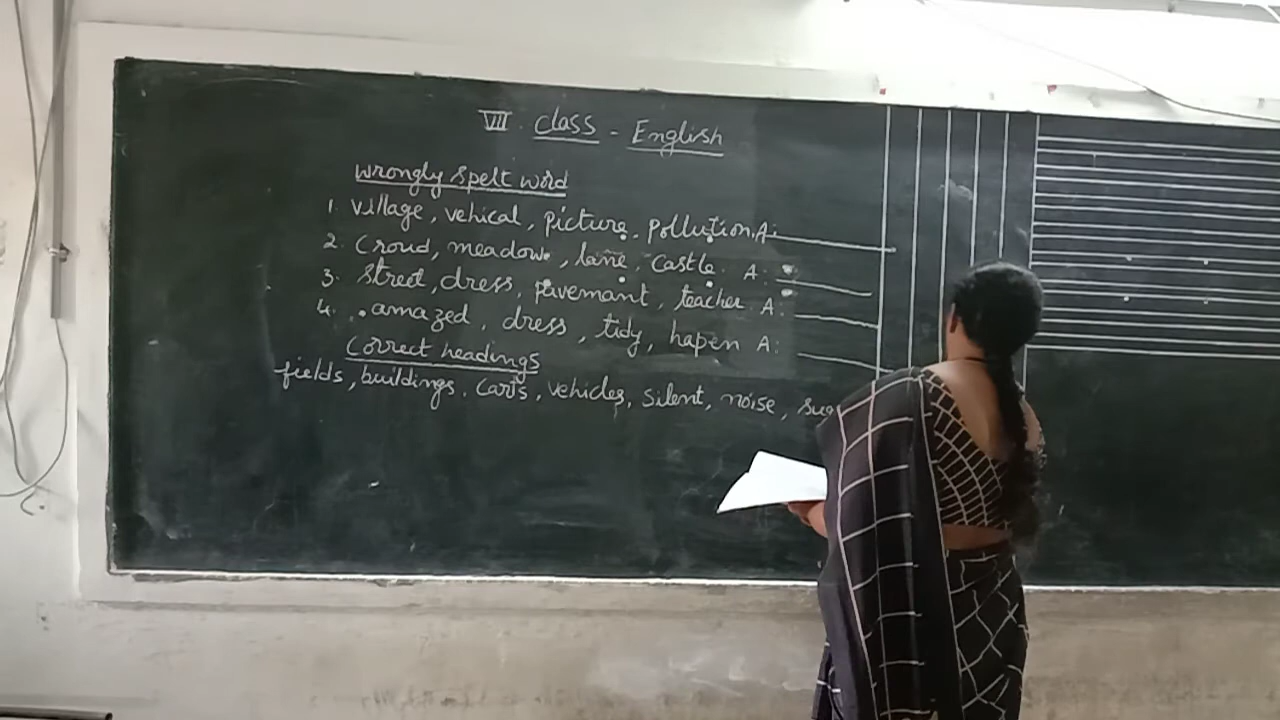 VII. Class - English
Wrongly spelt word
1. village, vehical, picture, pollution. A:
2. Croud, meadow, lane, castle. A:
3. Street, dress, pavemant, teacher. A:
4. amazed, dress, tidy, hapen A:
Correct headings
fields, buildings, carts, vehicles, silent, noise,